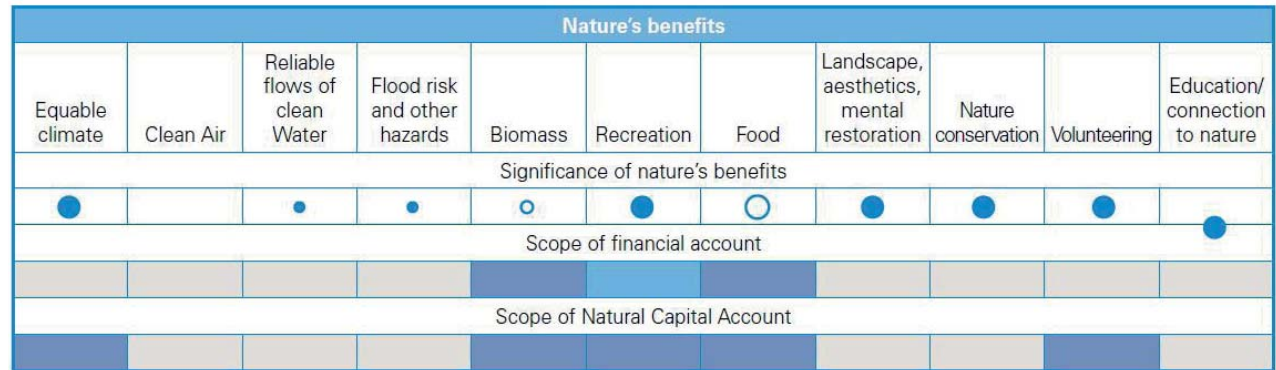 Nature's benefits
Equable
climate
Clean Air
Reliable
flows of
clean
Water
Flood risk
and other
hazards
Biomass
Recreation
Food
Landscape,
aesthetics,
mental
restoration
Nature
conservation
Volunteering
Education/
connection
to nature
Significance of nature's benefits
Scope of financial account
Scope of Natural Capital Account